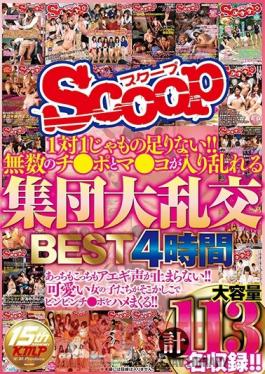 スクープ
Scoop
1対1じゃもの足りない!!
無数のチ●ポとマ●コが入り乱れる
集団大乱交
BEST4時間
あっちもこっちもアエギ声が止まらない!!
可愛い女の子たちがそこかしこで
ビンビンチ●ポをハメまくる!!
大容量
計113名収録!!
15th
KMP